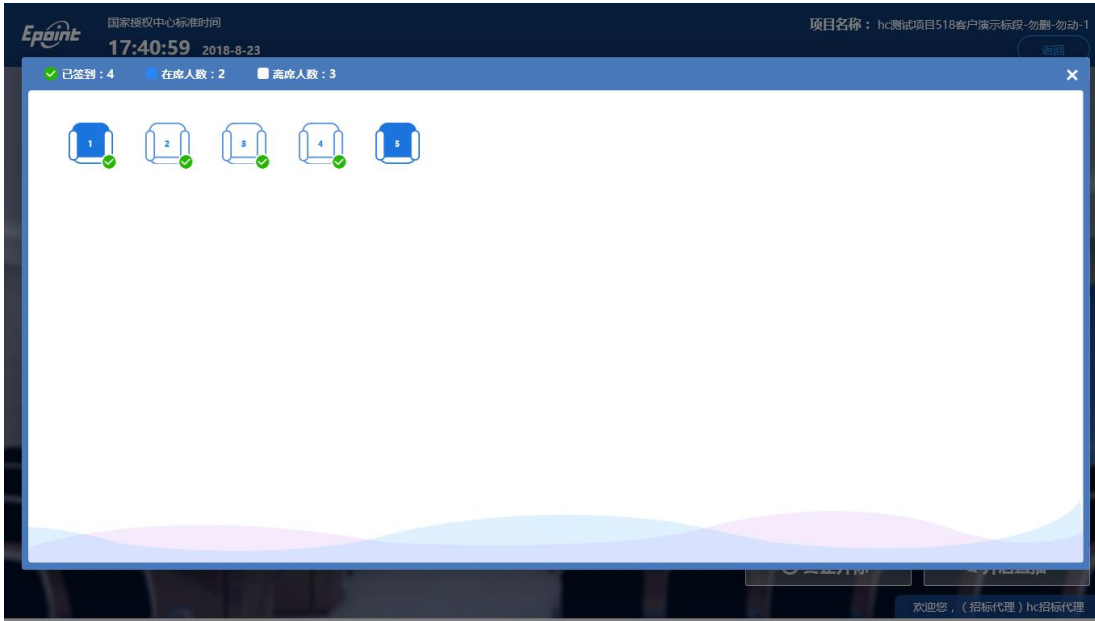 Epoint
国家授权中心标准时间
17:40:59 2018-8-23
项目名称：hc测试项目518客户演示标段-勿删-勿动-1
返回
已签到：4 在席人数：2 离席人数：3
1 2 3 4 5
欢迎您，（招标代理）hc招标代理